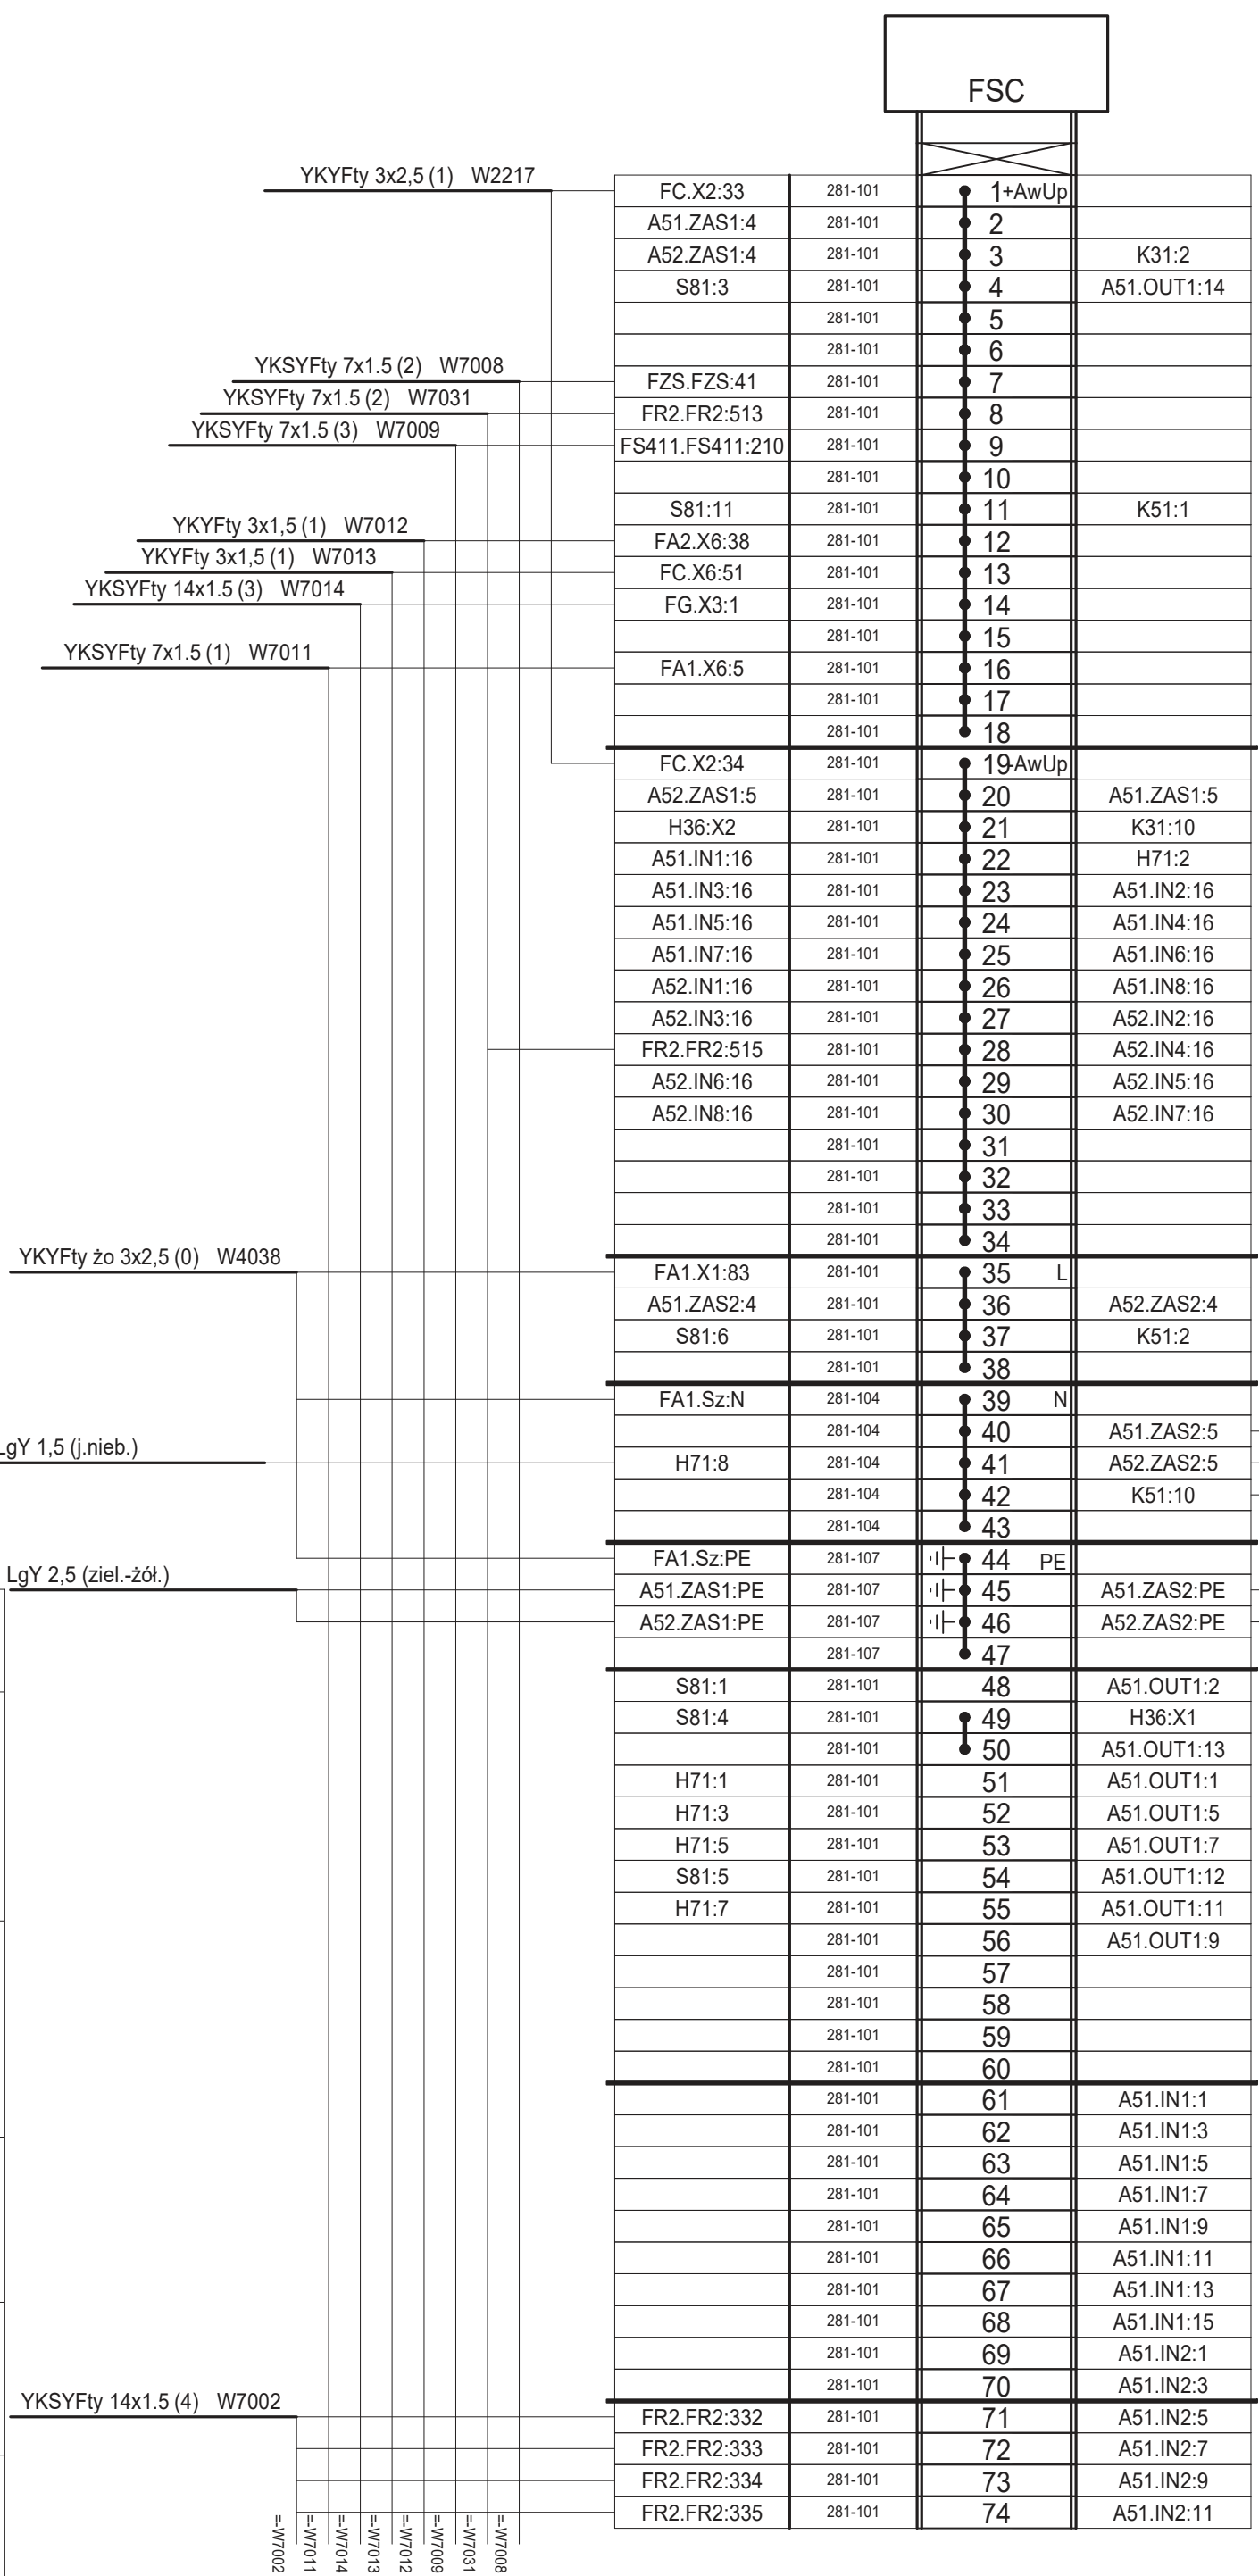 FSC
YKYFty 3x2,5 (1) W2217
FC.X2:33 281-101 1 +AwUp
A51.ZAS1:4 281-101 2
A52.ZAS1:4 281-101 3 K31:2
S81:3 281-101 4 A51.OUT1:14
281-101 5
281-101 6
YKSYFty 7x1.5 (2) W7008
FZS.FZS:41 281-101 7
YKSYFty 7x1.5 (2) W7031
FR2.FR2:513 281-101 8
YKSYFty 7x1.5 (3) W7009
FS411.FS411:210 281-101 9
281-101 10
S81:11 281-101 11 K51:1
YKYFty 3x1,5 (1) W7012
FA2.X6:38 281-101 12
YKYFty 3x1,5 (1) W7013
FC.X6:51 281-101 13
YKSYFty 14x1.5 (3) W7014
FG.X3:1 281-101 14
281-101 15
YKSYFty 7x1.5 (1) W7011
FA1.X6:5 281-101 16
281-101 17
281-101 18
FC.X2:34 281-101 19 -AwUp
A52.ZAS1:5 281-101 20 A51.ZAS1:5
H36:X2 281-101 21 K31:10
A51.IN1:16 281-101 22 H71:2
A51.IN3:16 281-101 23 A51.IN2:16
A51.IN5:16 281-101 24 A51.IN4:16
A51.IN7:16 281-101 25 A51.IN6:16
A52.IN1:16 281-101 26 A51.IN8:16
A52.IN3:16 281-101 27 A52.IN2:16
FR2.FR2:515 281-101 28 A52.IN4:16
A52.IN6:16 281-101 29 A52.IN5:16
A52.IN8:16 281-101 30 A52.IN7:16
281-101 31
281-101 32
281-101 33
281-101 34
YKYFty żo 3x2,5 (0) W4038
FA1.X1:83 281-101 35 L
A51.ZAS2:4 281-101 36 A52.ZAS2:4
S81:6 281-101 37 K51:2
281-101 38
FA1.Sz:N 281-104 39 N
281-104 40 A51.ZAS2:5
LgY 1,5 (j.nieb.)
H71:8 281-104 41 A52.ZAS2:5
281-104 42 K51:10
281-104 43
FA1.Sz:PE 281-107 44 PE
LgY 2,5 (ziel.-żół.)
A51.ZAS1:PE 281-107 45 A51.ZAS2:PE
A52.ZAS1:PE 281-107 46 A52.ZAS2:PE
281-107 47
S81:1 281-101 48 A51.OUT1:2
S81:4 281-101 49 H36:X1
281-101 50 A51.OUT1:13
H71:1 281-101 51 A51.OUT1:1
H71:3 281-101 52 A51.OUT1:5
H71:5 281-101 53 A51.OUT1:7
S81:5 281-101 54 A51.OUT1:12
H71:7 281-101 55 A51.OUT1:11
281-101 56 A51.OUT1:9
281-101 57
281-101 58
281-101 59
281-101 60
281-101 61 A51.IN1:1
281-101 62 A51.IN1:3
281-101 63 A51.IN1:5
281-101 64 A51.IN1:7
281-101 65 A51.IN1:9
281-101 66 A51.IN1:11
281-101 67 A51.IN1:13
281-101 68 A51.IN1:15
281-101 69 A51.IN2:1
281-101 70 A51.IN2:3
YKSYFty 14x1.5 (4) W7002
FR2.FR2:332 281-101 71 A51.IN2:5
FR2.FR2:333 281-101 72 A51.IN2:7
FR2.FR2:334 281-101 73 A51.IN2:9
FR2.FR2:335 281-101 74 A51.IN2:11
=-W7002
=-W7011
=-W7014
=-W7013
=-W7012
=-W7009
=-W7031
=-W7008